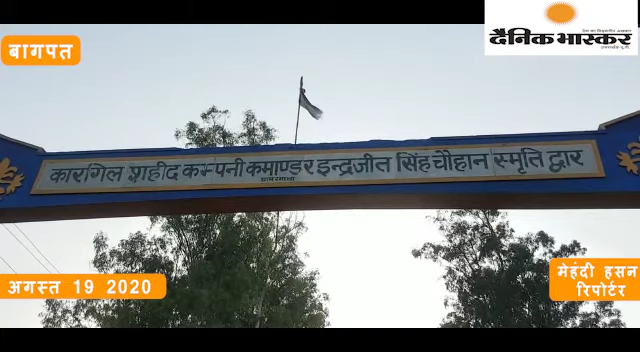 बागपत
दैनिक भास्कर
कारगिल शहीद कम्पनी कमाण्डर इन्द्रजीत सिंह चौहान स्मृति द्वार
अगस्त 19 2020
मेहंदी हसन
रिपोर्टर